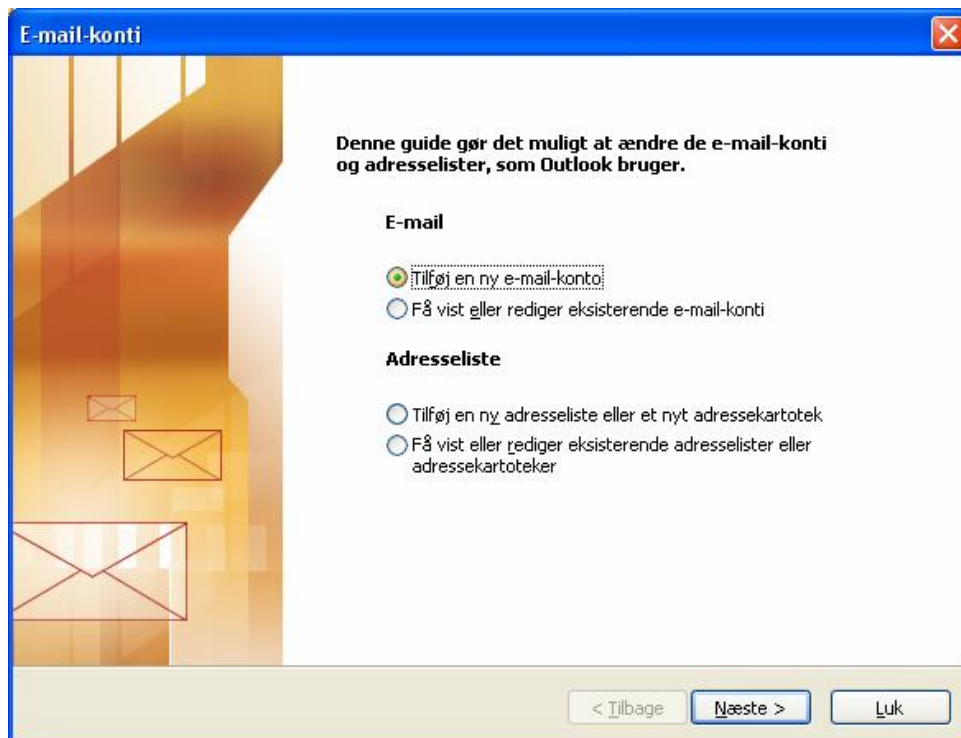 E-mail-konti
Denne guide gør det muligt at ændre de e-mail-konti
og adresselister, som Outlook bruger.
E-mail
Tilføj en ny e-mail-konto
Få vist eller rediger eksisterende e-mail-konti
Adresseliste
Tilføj en ny adresseliste eller et nyt adressekartotek
Få vist eller rediger eksisterende adresselister eller
adressekartoteker
< Tilbage Næste > Luk